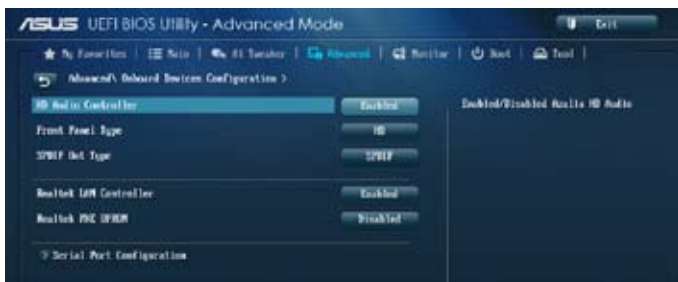 ASUS UEFI BIOS Utility - Advanced Mode
Exit
My Favorites | Main | Ai Tweaker | Advanced | Monitor | Boot | Tool |
Advanced\ Onboard Devices Configuration >
HD Audio Controller
Enabled
Enabled/Disabled Azalia HD Audio
Front Panel Type
HD
SPDIF Out Type
SPDIF
Realtek LAN Controller
Enabled
Realtek PXE OPROM
Disabled
> Serial Port Configuration